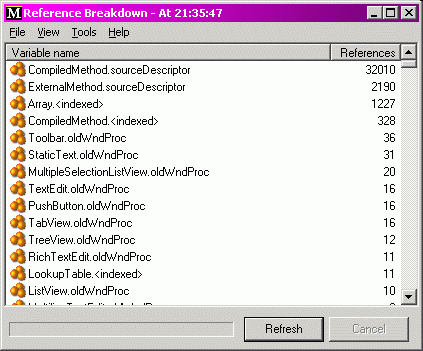 M Reference Breakdown - At 21:35:47
File View Tools Help
Variable name References
CompiledMethod.sourceDescriptor 32010
ExternalMethod.sourceDescriptor 2190
Array.<indexed> 1227
CompiledMethod.<indexed> 328
Toolbar.oldWndProc 36
StaticText.oldWndProc 31
MultipleSelectionListView.oldWndProc 20
TextEdit.oldWndProc 16
PushButton.oldWndProc 16
TabView.oldWndProc 16
TreeView.oldWndProc 12
RichTextEdit.oldWndProc 11
LookupTable.<indexed> 11
ListView.oldWndProc 10
Refresh Cancel